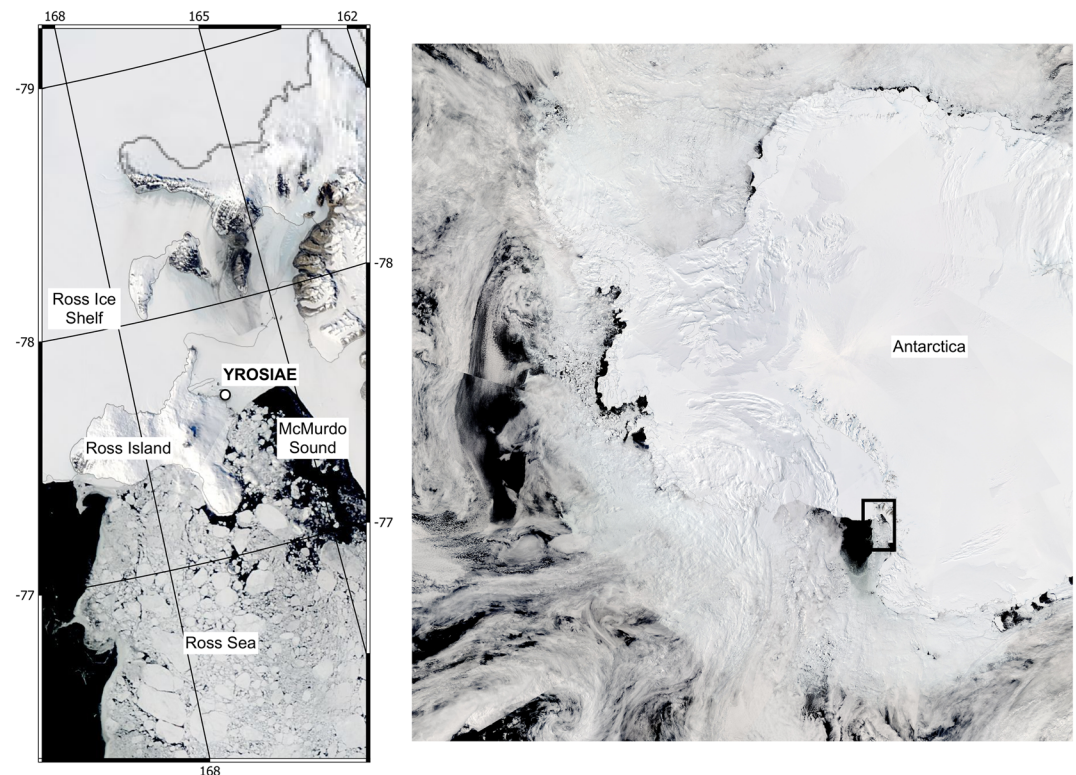 168
165
162
-79
-78
Ross Ice
Shelf
-78
YROSIAE
McMurdo
Sound
Ross Island
-77
-77
Ross Sea
168
Antarctica